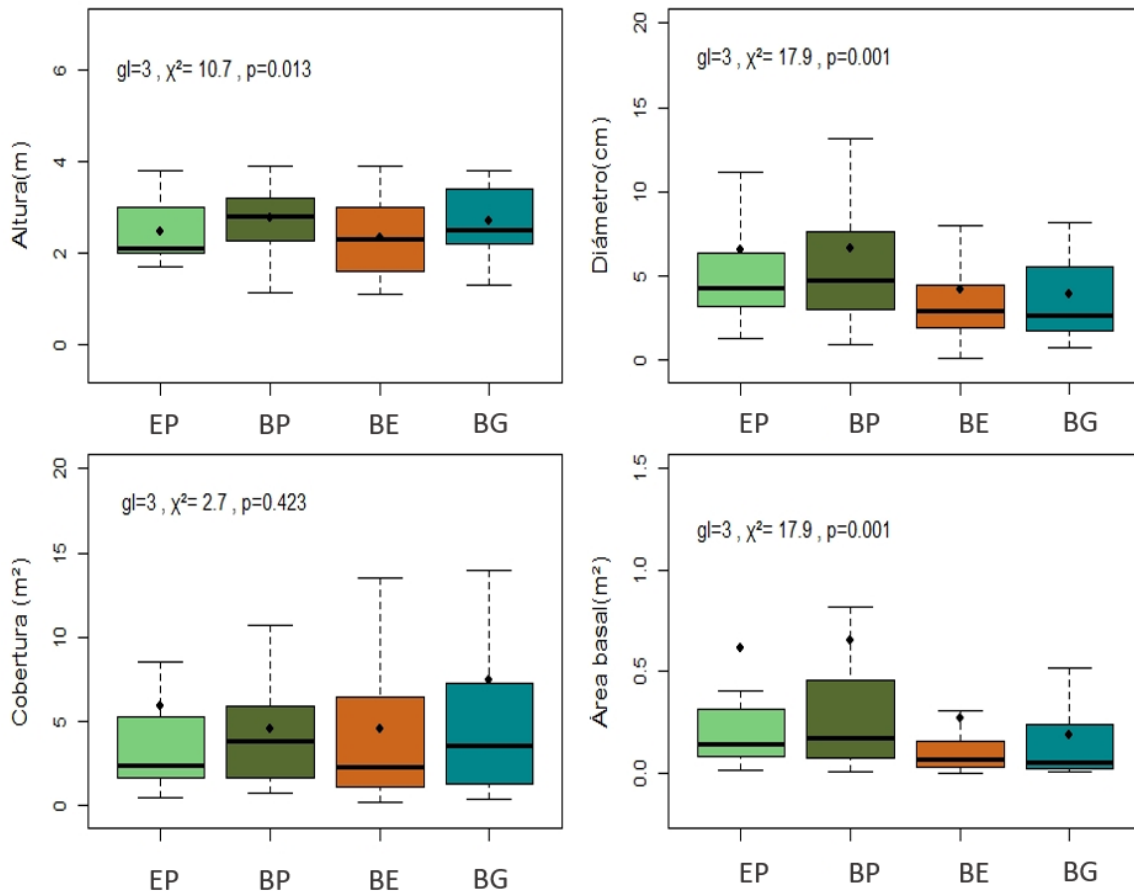 gl=3 , χ²= 10.7 , p=0.013
Altura(m)
6
4
2
0
EP BP BE BG
gl=3 , χ²= 17.9 , p=0.001
Diámetro(cm)
20
15
10
5
0
EP BP BE BG
gl=3 , χ²= 2.7 , p=0.423
Cobertura (m²)
20
15
10
5
0
EP BP BE BG
gl=3 , χ²= 17.9 , p=0.001
Área basal(m²)
1.5
1.0
0.5
0.0
EP BP BE BG